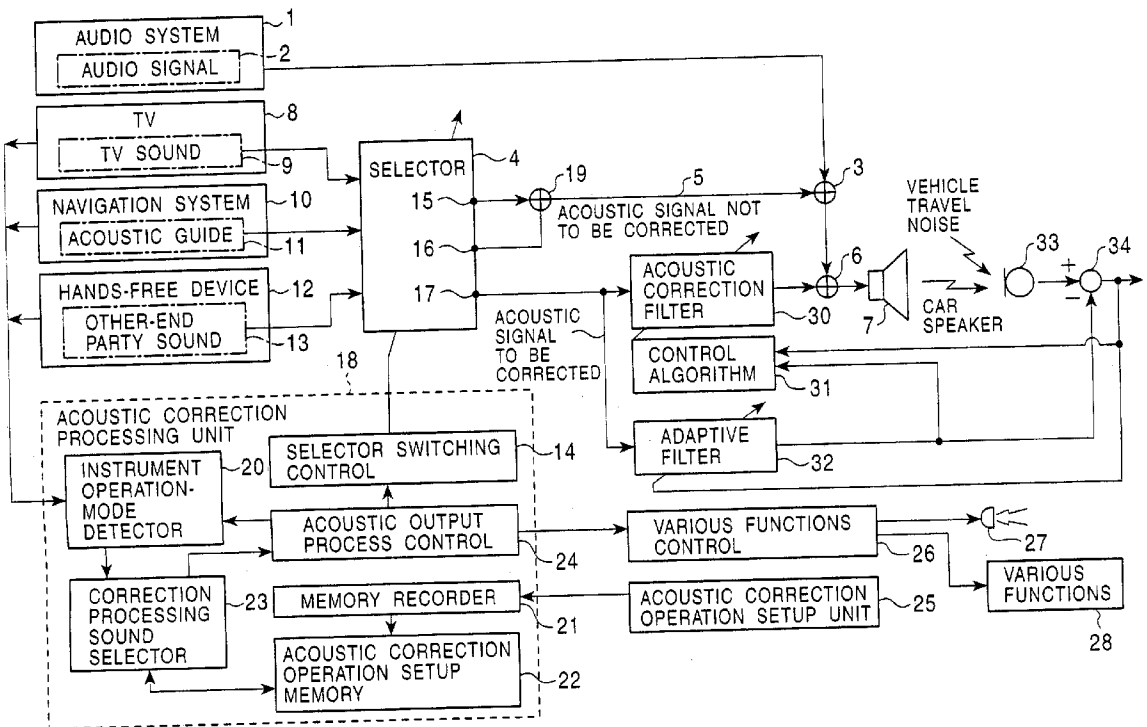 AUDIO SYSTEM
1
AUDIO SIGNAL
2
TV
8
TV SOUND
9
NAVIGATION SYSTEM
10
ACOUSTIC GUIDE
11
HANDS-FREE DEVICE
12
OTHER-END
PARTY SOUND
13
SELECTOR
4
15
16
17
19
5
3
ACOUSTIC SIGNAL NOT
TO BE CORRECTED
ACOUSTIC
SIGNAL
TO BE
CORRECTED
ACOUSTIC
CORRECTION
FILTER
30
6
7
VEHICLE
TRAVEL
NOISE
CAR
SPEAKER
33
+
−
34
CONTROL
ALGORITHM
31
ADAPTIVE
FILTER
32
18
ACOUSTIC CORRECTION
PROCESSING UNIT
INSTRUMENT
OPERATION-
MODE
DETECTOR
20
SELECTOR SWITCHING
CONTROL
14
ACOUSTIC OUTPUT
PROCESS CONTROL
24
CORRECTION
PROCESSING
SOUND
SELECTOR
23
MEMORY RECORDER
21
ACOUSTIC CORRECTION
OPERATION SETUP
MEMORY
22
VARIOUS FUNCTIONS
CONTROL
26
27
ACOUSTIC CORRECTION
OPERATION SETUP UNIT
25
VARIOUS
FUNCTIONS
28